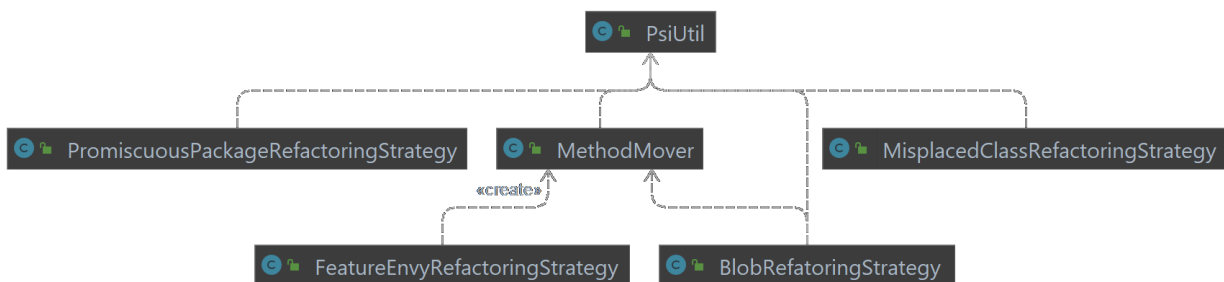 PsiUtil
PromiscuousPackageRefactoringStrategy
MethodMover
MisplacedClassRefactoringStrategy
«create»
FeatureEnvyRefactoringStrategy
BlobRefatoringStrategy